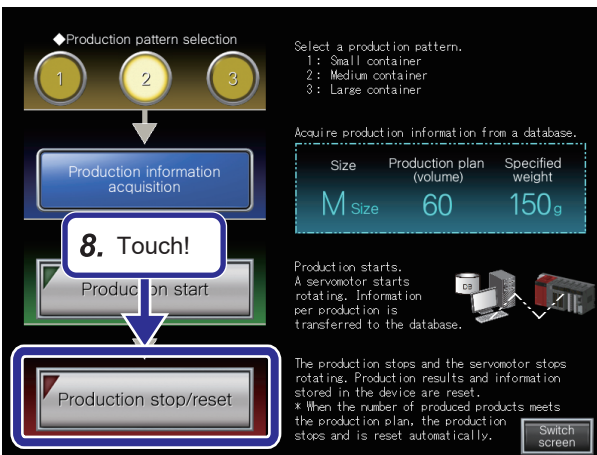 ◆Production pattern selection
1
2
3
Select a production pattern.
1: Small container
2: Medium container
3: Large container
Acquire production information from a database.
Production information
acquisition
Size
Production plan
(volume)
Specified
weight
M Size
60
150g
8. Touch!
Production start
Production starts.
A servomotor starts
rotating. Information
per production is
transferred to the database.
DB
Production stop/reset
The production stops and the servomotor stops
rotating. Production results and information
stored in the device are reset.
* When the number of produced products meets
the production plan, the production
stops and is reset automatically.
Switch
screen